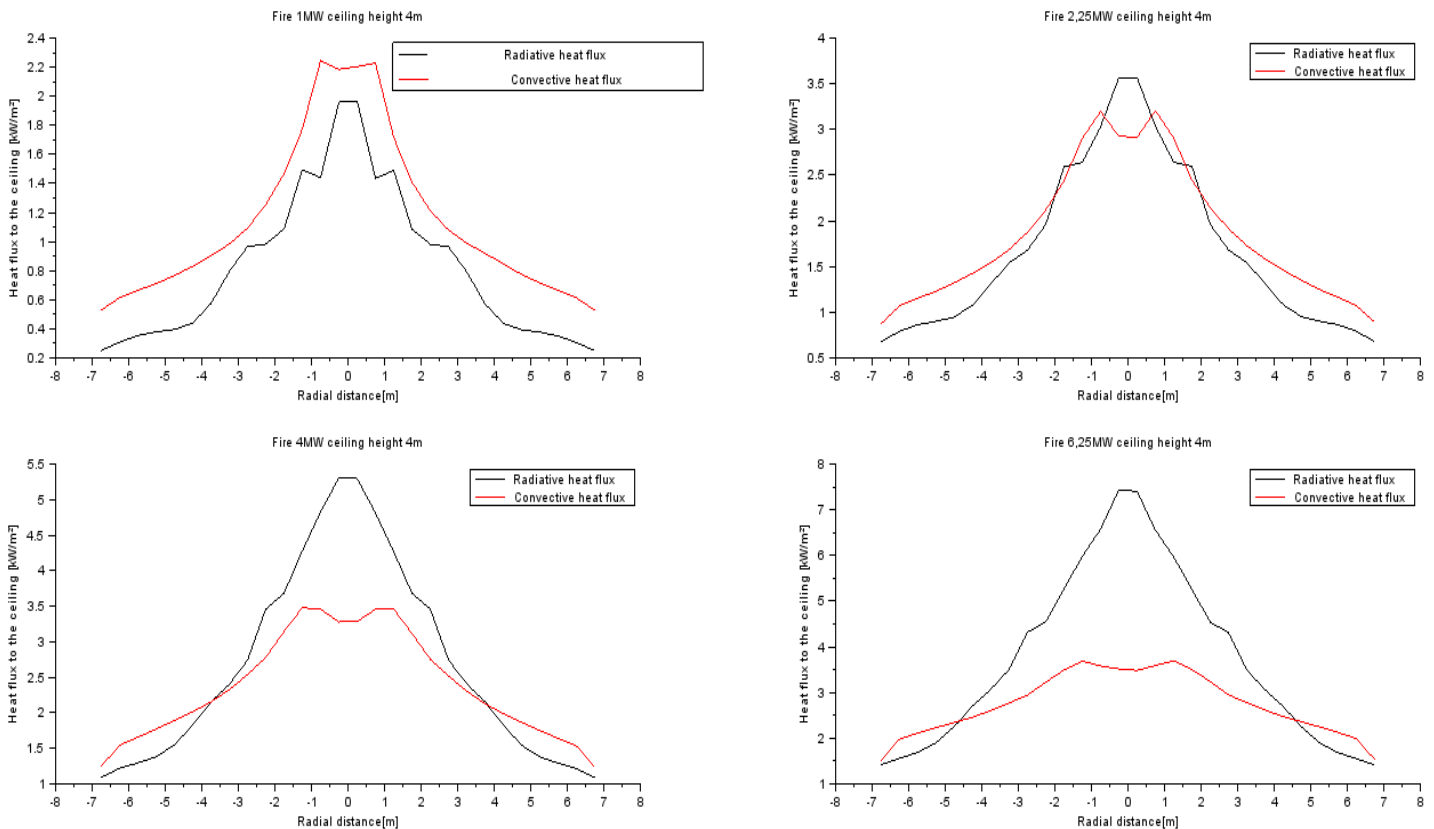 Fire 1MW ceiling height 4m
Heat flux to the ceiling [kW/m²]
2.4
2.2
2
1.8
1.6
1.4
1.2
1
0.8
0.6
0.4
0.2
Radiative heat flux
Convective heat flux
-8 -7 -6 -5 -4 -3 -2 -1 0 1 2 3 4 5 6 7 8
Radial distance[m]
Fire 2,25MW ceiling height 4m
Heat flux to the ceiling [kW/m²]
4
3.5
3
2.5
2
1.5
1
0.5
Radiative heat flux
Convective heat flux
-8 -7 -6 -5 -4 -3 -2 -1 0 1 2 3 4 5 6 7 8
Radial distance[m]
Fire 4MW ceiling height 4m
Heat flux to the ceiling [kW/m²]
5.5
5
4.5
4
3.5
3
2.5
2
1.5
1
Radiative heat flux
Convective heat flux
-8 -7 -6 -5 -4 -3 -2 -1 0 1 2 3 4 5 6 7 8
Radial distance[m]
Fire 6,25MW ceiling height 4m
Heat flux to the ceiling [kW/m²]
8
7
6
5
4
3
2
1
Radiative heat flux
Convective heat flux
-8 -7 -6 -5 -4 -3 -2 -1 0 1 2 3 4 5 6 7 8
Radial distance[m]